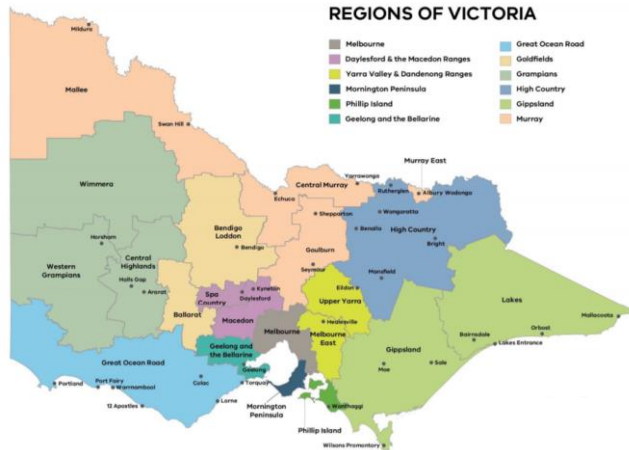 REGIONS OF VICTORIA
Melbourne
Daylesford & the Macedon Ranges
Yarra Valley & Dandenong Ranges
Mornington Peninsula
Phillip Island
Geelong and the Bellarine
Great Ocean Road
Goldfields
Grampians
High Country
Gippsland
Murray
Mildura
Mallee
Swan Hill
Wimmera
Horsham
Western
Grampians
Central
Highlands
Halls Gap
Ararat
Bendigo
Loddon
Bendigo
Echuca
Central Murray
Yarrawonga
Shepparton
Goulburn
Seymour
Murray East
Rutherglen
Albury Wodonga
Wangaratta
Benalla
High Country
Bright
Mansfield
Spa
Country
Kyneton
Daylesford
Macedon
Ballarat
Eildon
Upper Yarra
Healesville
Melbourne
Melbourne
East
Geelong and
the Bellarine
Geelong
Torquay
Great Ocean Road
Portland
Port Fairy
Warrnambool
12 Apostles
Colac
Lorne
Mornington
Peninsula
Phillip Island
Wonthaggi
Wilsons Promontory
Gippsland
Moe
Sale
Lakes
Bairnsdale
Lakes Entrance
Orbost
Mallacoota